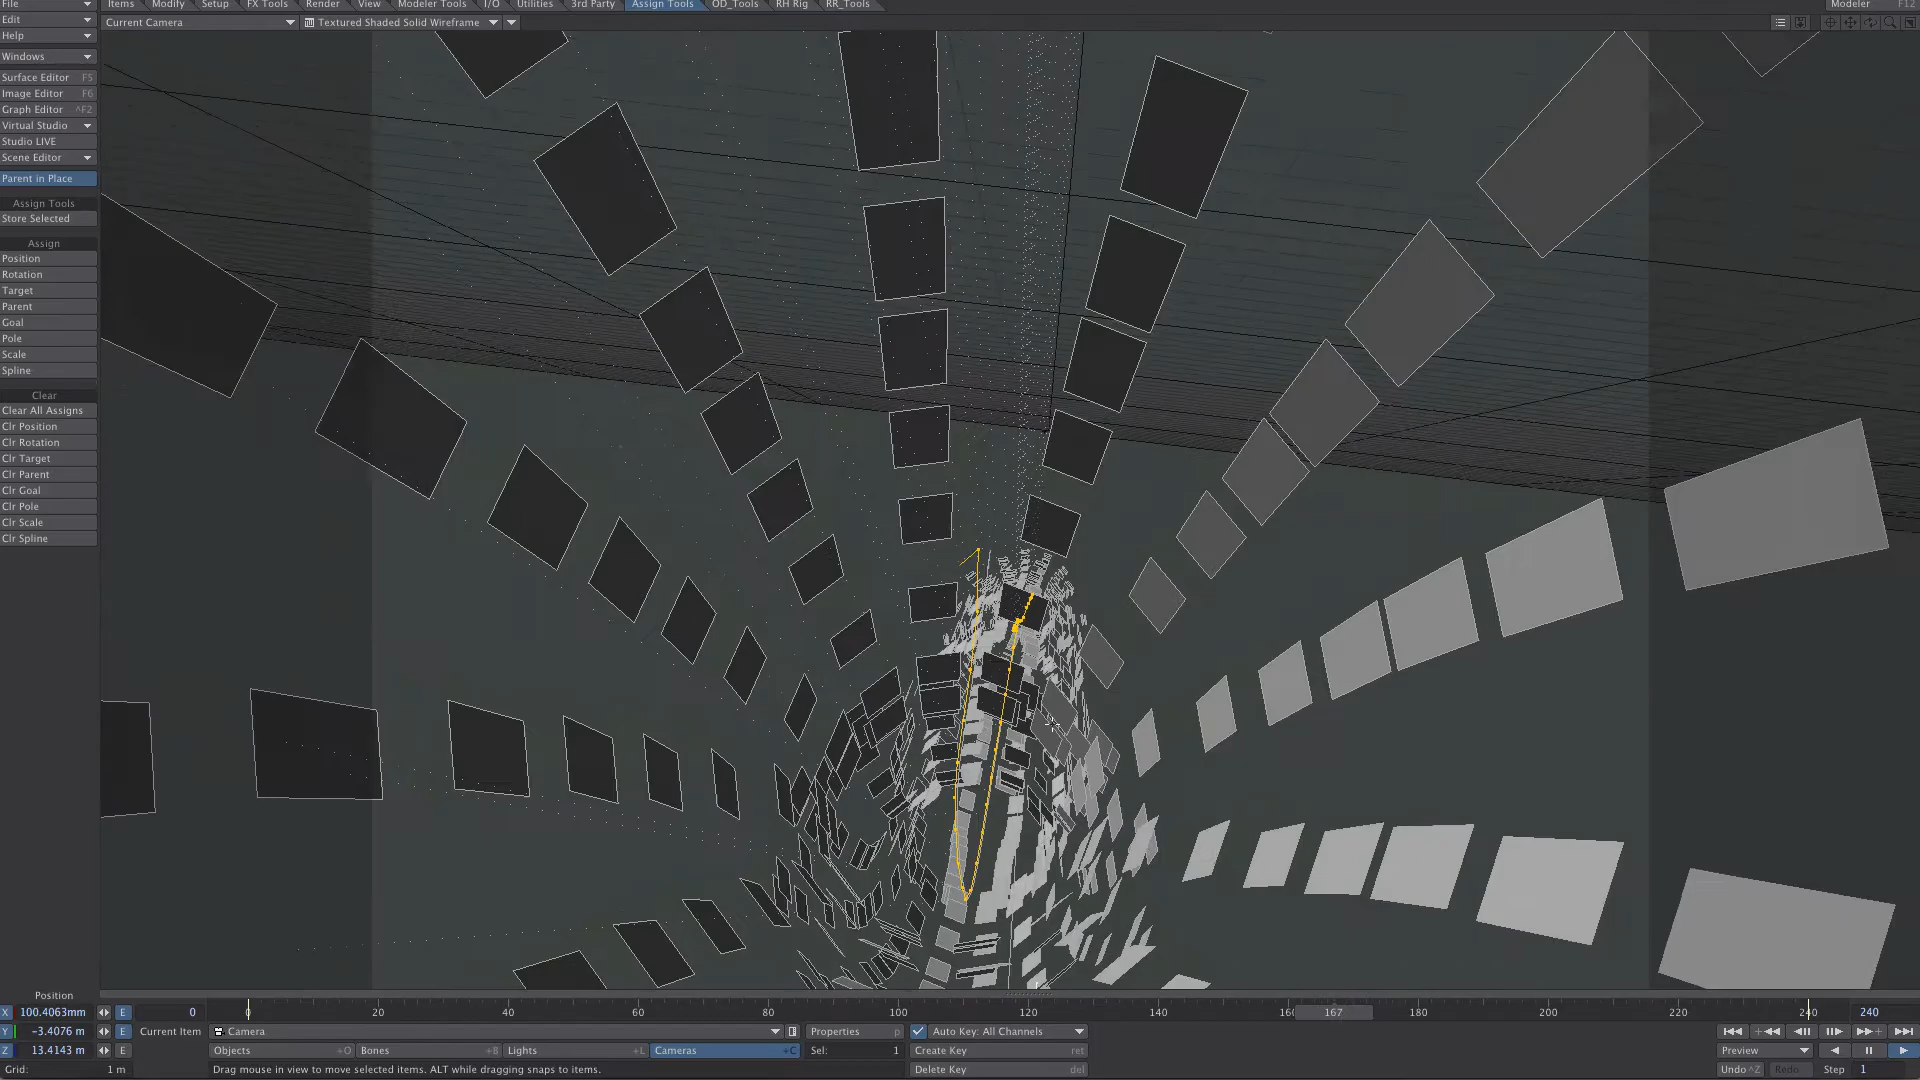 File
Items Modify Setup FX Tools Render View Modeler Tools I/O Utilities 3rd Party Assign Tools OD_Tools RH Rig RR_Tools
Modeler F12
Edit
Current Camera
Textured Shaded Solid Wireframe
Help
Windows
Surface Editor F5
Image Editor F6
Graph Editor ^F2
Virtual Studio
Studio LIVE
Scene Editor
Parent in Place
Assign Tools
Store Selected
Assign
Position
Rotation
Target
Parent
Goal
Pole
Scale
Spline
Clear
Clear All Assigns
Clr Position
Clr Rotation
Clr Target
Clr Parent
Clr Goal
Clr Pole
Clr Scale
Clr Spline
Position
X 100.4063mm E 0
0 20 40 60 80 100 120 140 167 180 200 220 240
240
Y -3.4076 m E Current Item Camera Properties p Auto Key: All Channels
Z 13.4143 m E Objects +O Bones +B Lights +L Cameras +C Sel: 1 Create Key ret
Preview
Grid: 1 m Drag mouse in view to move selected items. ALT while dragging snaps to items. Delete Key del
Undo ^Z Redo Step 1